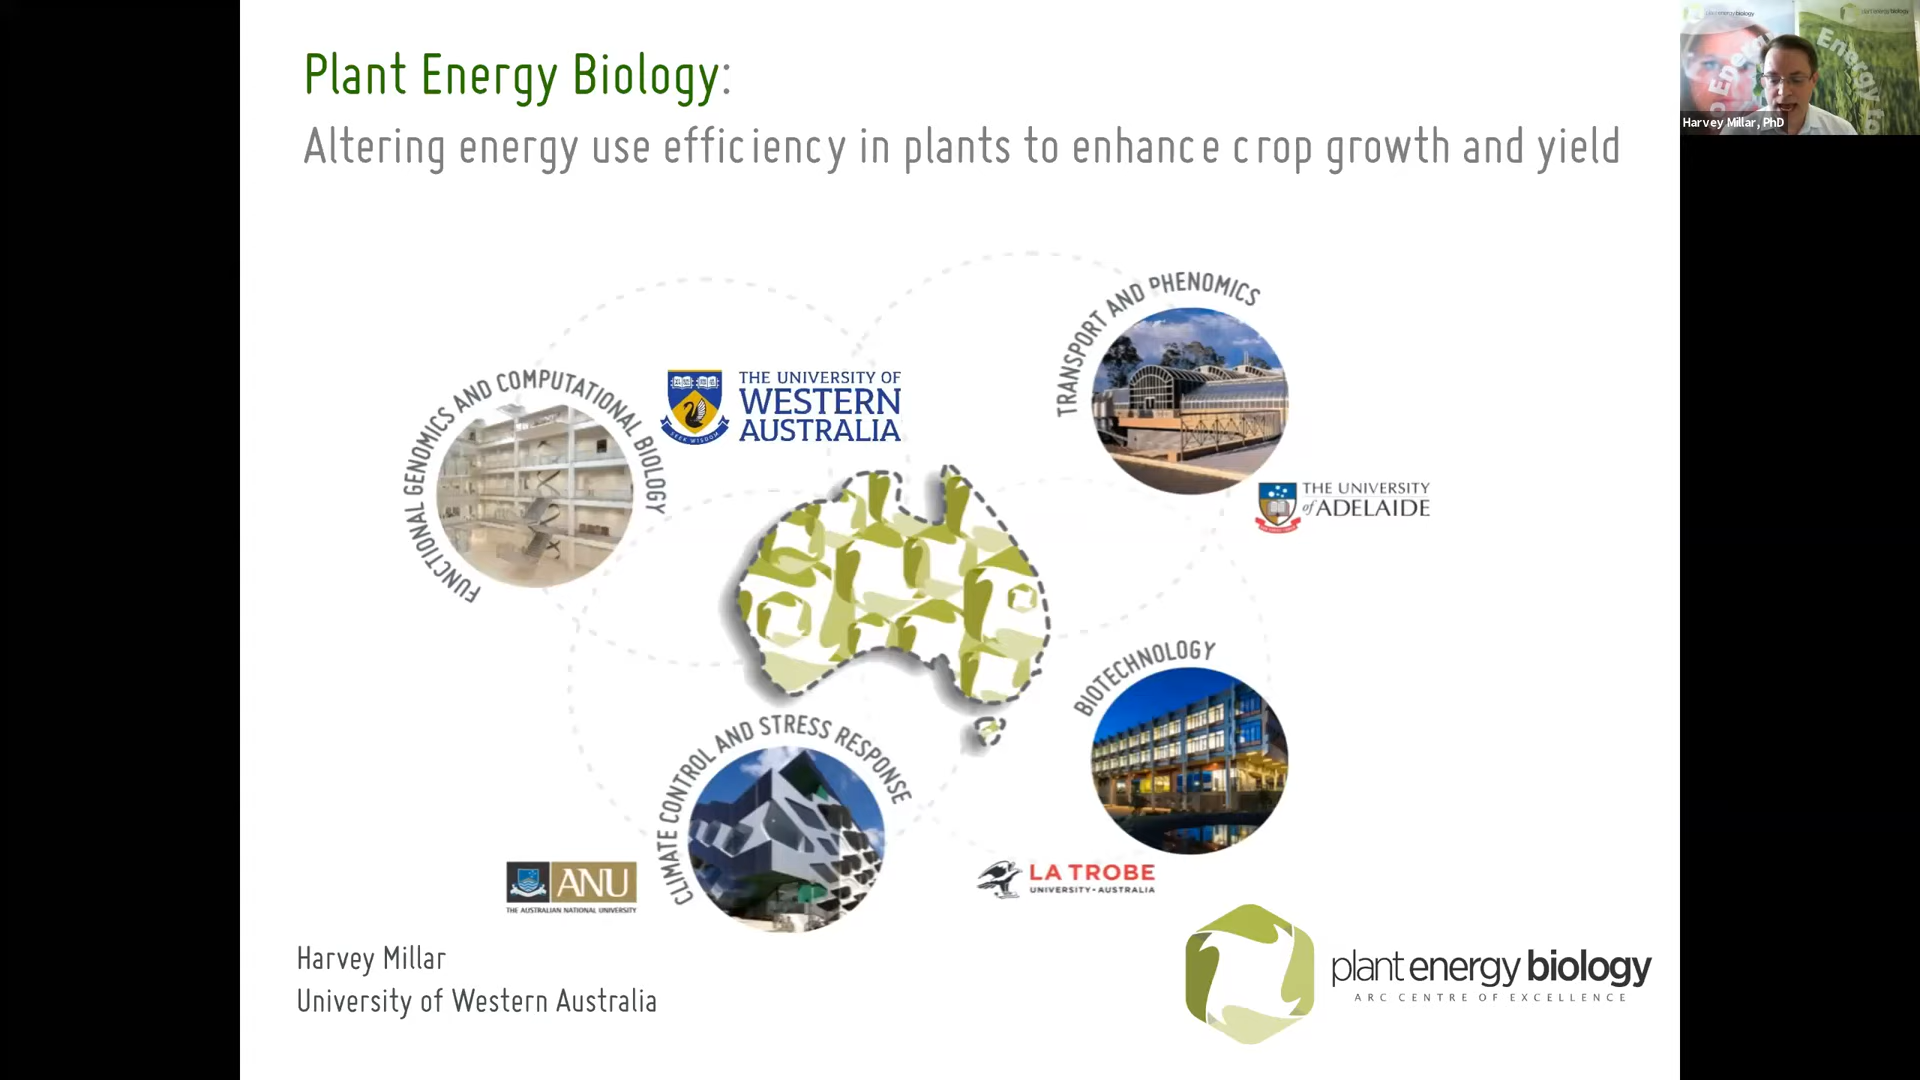 Plant Energy Biology:
Altering energy use efficiency in plants to enhance crop growth and yield
Harvey Millar, PhD
TRANSPORT AND PHENOMICS
FUNCTIONAL GENOMICS AND COMPUTATIONAL BIOLOGY
THE UNIVERSITY OF
WESTERN
AUSTRALIA
SEEK WISDOM
THE UNIVERSITY
of ADELAIDE
BIOTECHNOLOGY
CLIMATE CONTROL AND STRESS RESPONSE
ANU
THE AUSTRALIAN NATIONAL UNIVERSITY
LA TROBE
UNIVERSITY • AUSTRALIA
Harvey Millar
University of Western Australia
plant energy biology
ARC CENTRE OF EXCELLENCE